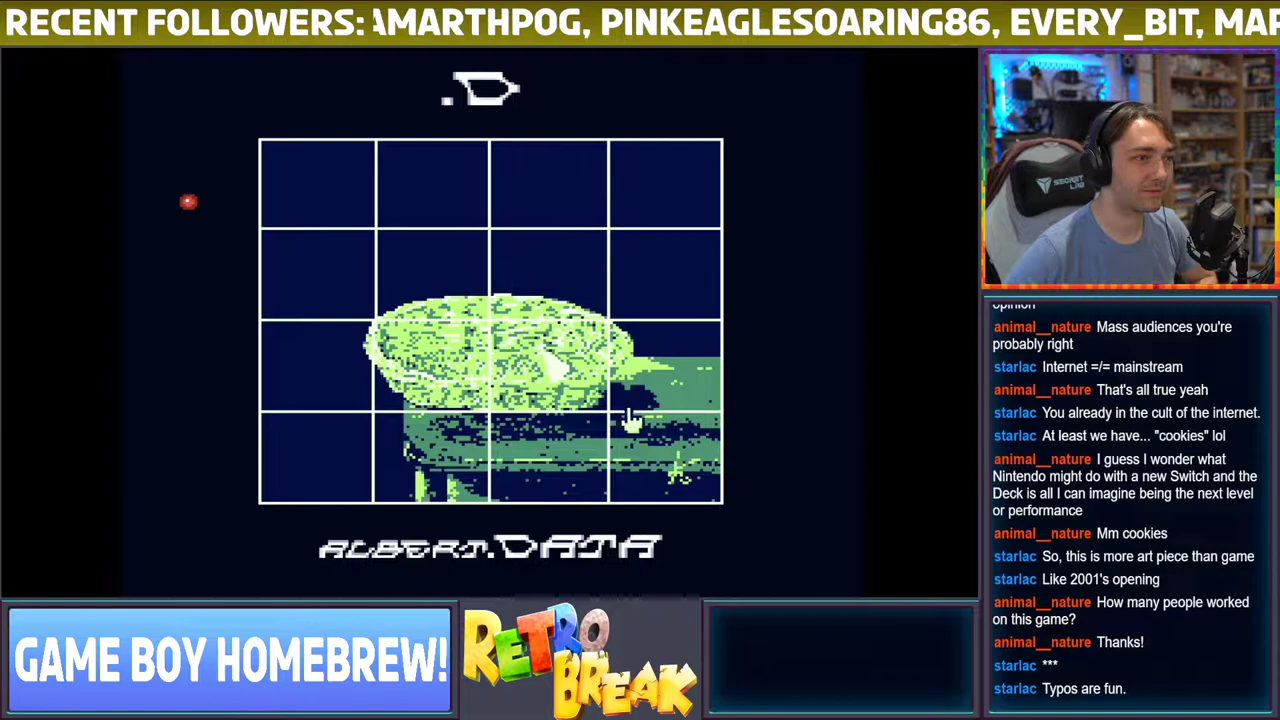 RECENT FOLLOWERS: AMARTHPOG, PINKEAGLESOARING86, EVERY_BIT, MAR
.D
ALBERT.DATA
SECRET
LAB
opinion
animal__nature Mass audiences you're
probably right
starlac Internet =/= mainstream
animal__nature That's all true yeah
starlac You already in the cult of the internet.
starlac At least we have... "cookies" lol
animal__nature I guess I wonder what
Nintendo might do with a new Switch and the
Deck is all I can imagine being the next level
or performance
animal__nature Mm cookies
starlac So, this is more art piece than game
starlac Like 2001's opening
animal__nature How many people worked
on this game?
animal__nature Thanks!
starlac ***
starlac Typos are fun.
GAME BOY HOMEBREW!
RETRO
BREAK